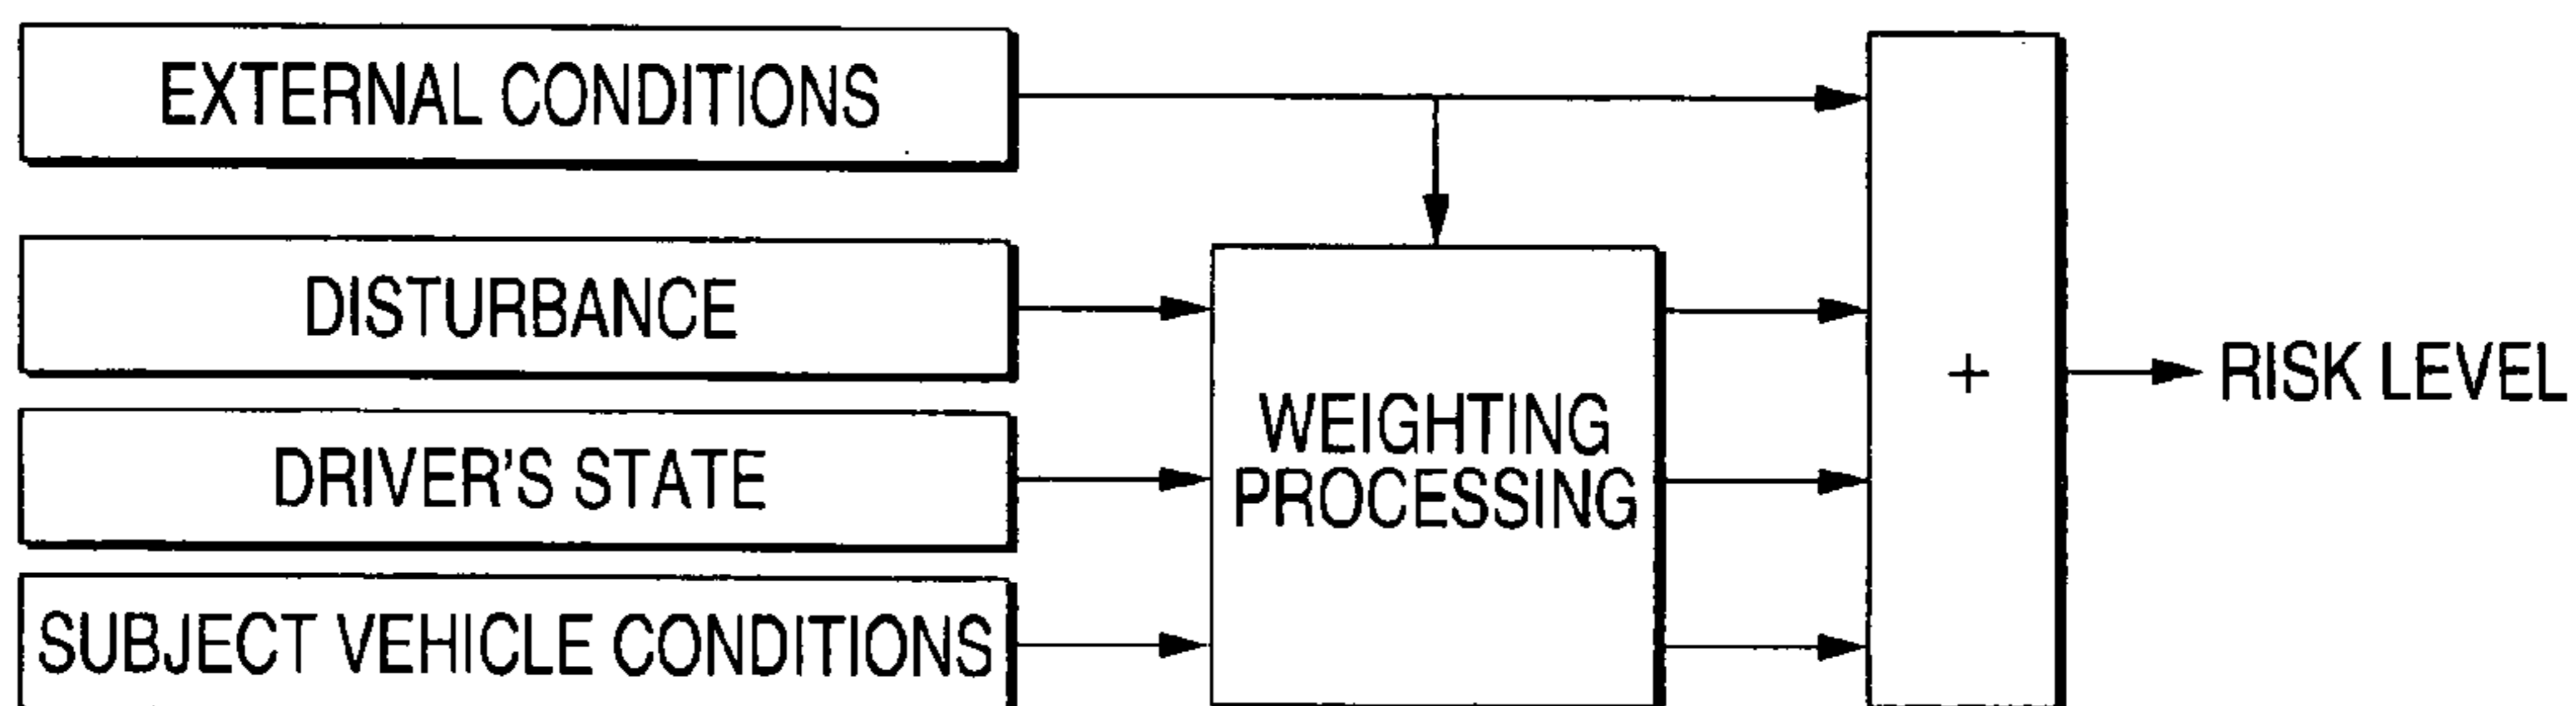 EXTERNAL CONDITIONS
DISTURBANCE
DRIVER'S STATE
SUBJECT VEHICLE CONDITIONS
WEIGHTING
PROCESSING
+
RISK LEVEL